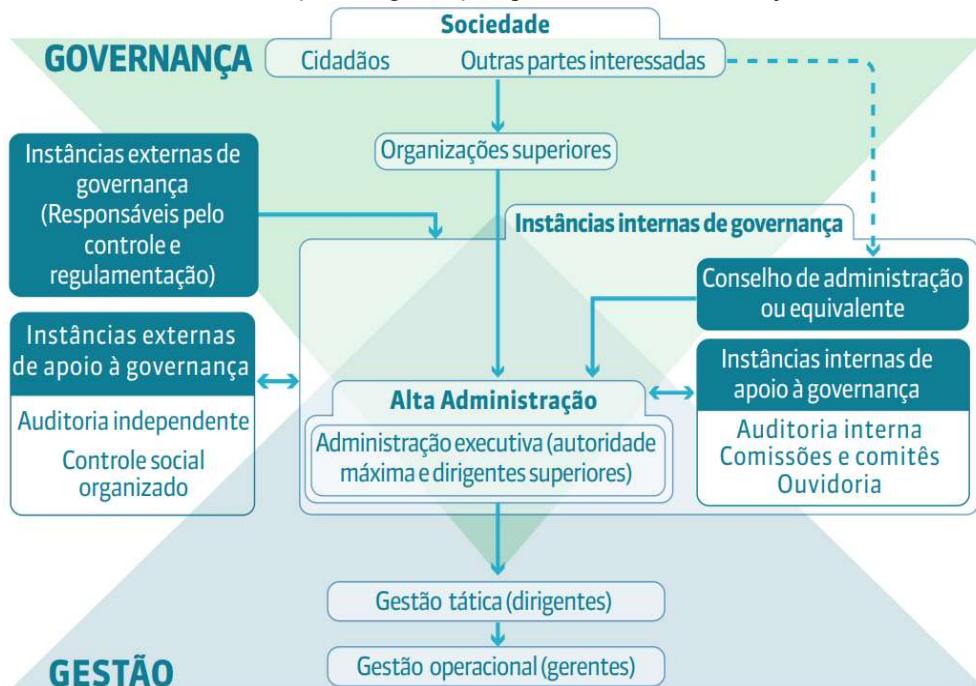 Sociedade
GOVERNANÇA
Cidadãos
Outras partes interessadas
Organizações superiores
Instâncias externas de
governança
(Responsáveis pelo
controle e
regulamentação)
Instâncias internas de governança
Conselho de administração
ou equivalente
Instâncias externas
de apoio à governança
Auditoria independente
Controle social
organizado
Alta Administração
Administração executiva (autoridade
máxima e dirigentes superiores)
Instâncias internas de
apoio à governança
Auditoria interna
Comissões e comitês
Ouvidoria
Gestão tática (dirigentes)
Gestão operacional (gerentes)
GESTÃO